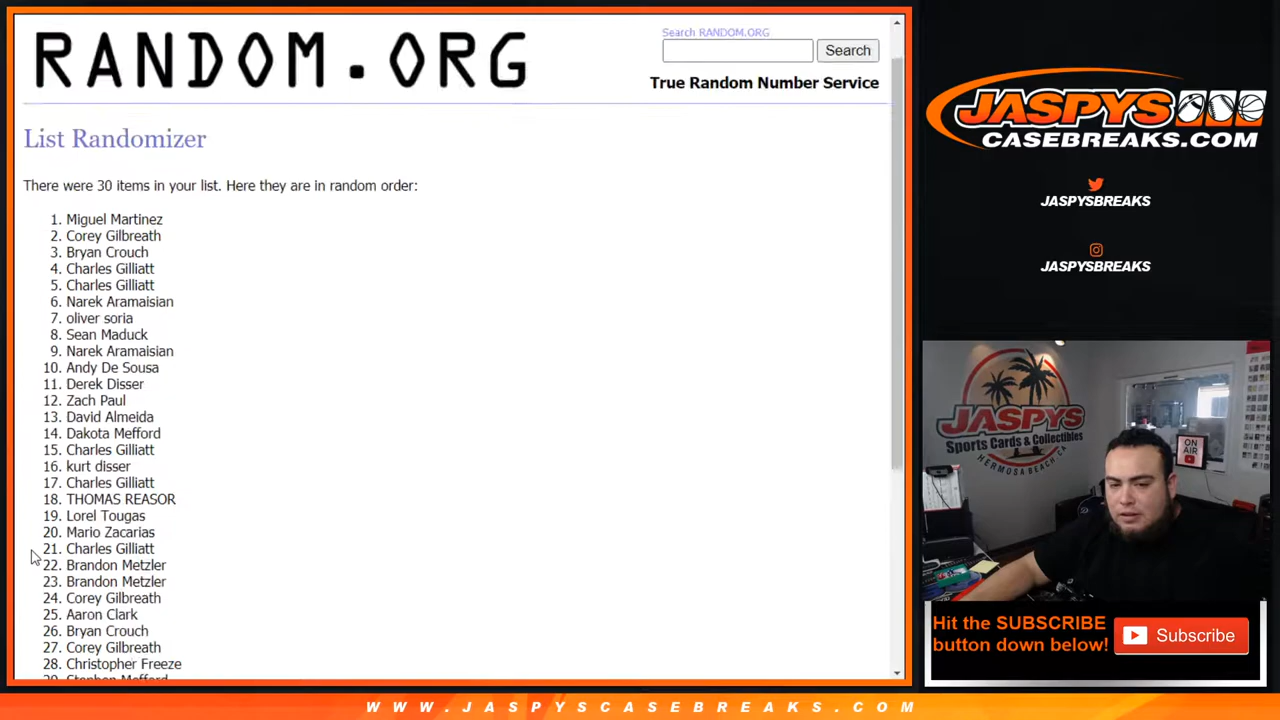 RANDOM.ORG
Search RANDOM.ORG
Search
True Random Number Service
List Randomizer
There were 30 items in your list. Here they are in random order:
1. Miguel Martinez
2. Corey Gilbreath
3. Bryan Crouch
4. Charles Gilliatt
5. Charles Gilliatt
6. Narek Aramaisian
7. oliver soria
8. Sean Maduck
9. Narek Aramaisian
10. Andy De Sousa
11. Derek Disser
12. Zach Paul
13. David Almeida
14. Dakota Mefford
15. Charles Gilliatt
16. kurt disser
17. Charles Gilliatt
18. THOMAS REASOR
19. Lorel Tougas
20. Mario Zacarias
21. Charles Gilliatt
22. Brandon Metzler
23. Brandon Metzler
24. Corey Gilbreath
25. Aaron Clark
26. Bryan Crouch
27. Corey Gilbreath
28. Christopher Freeze
29. Stephen Mefford
JASPYS
CASEBREAKS.COM
JASPYSBREAKS
JASPYSBREAKS
JASPYS
Sports Cards & Collectibles
HERMOSA BEACH CA
ON
AIR
Hit the SUBSCRIBE
button down below!
Subscribe
WWW.JASPYSCASEBREAKS.COM